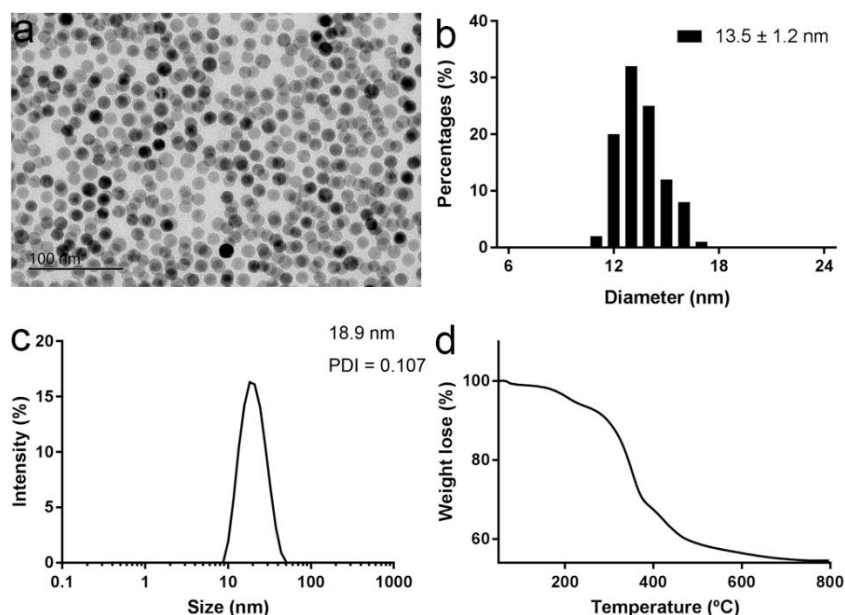 a
100 nm
b
13.5 ± 1.2 nm
Percentages (%)
40
30
20
10
0
6
12
18
24
Diameter (nm)
c
18.9 nm
PDI = 0.107
Intensity (%)
20
15
10
5
0
0.1
1
10
100
1000
Size (nm)
d
Weight lose (%)
100
80
60
200
400
600
800
Temperature (ºC)